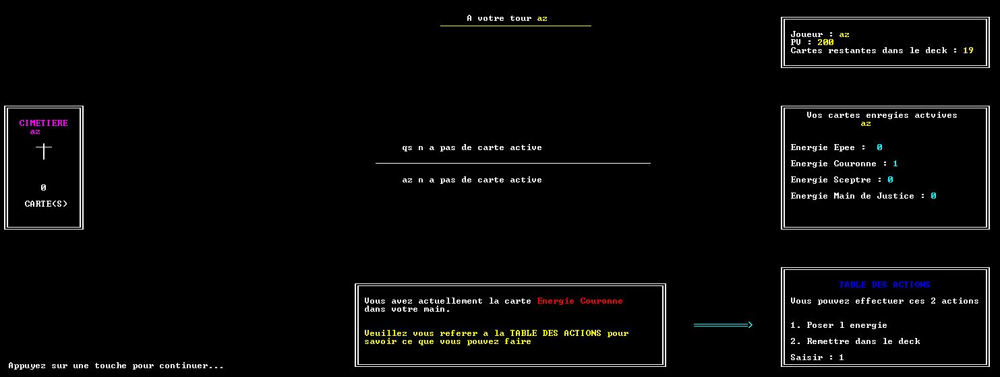 A votre tour az
Joueur : az
PV : 200
Cartes restantes dans le deck : 19
CIMETIERE
az
0
CARTE(S)
qs n a pas de carte active
az n a pas de carte active
Vos cartes enregies actvives
az
Energie Epee :  0
Energie Couronne : 1
Energie Sceptre : 0
Energie Main de Justice : 0
Vous avez actuellement la carte Energie Couronne
dans votre main.
Veuillez vous referer a la TABLE DES ACTIONS pour
savoir ce que vous pouvez faire
TABLE DES ACTIONS
Vous pouvez effectuer ces 2 actions
1. Poser l energie
2. Remettre dans le deck
Saisir : 1
Appuyez sur une touche pour continuer...